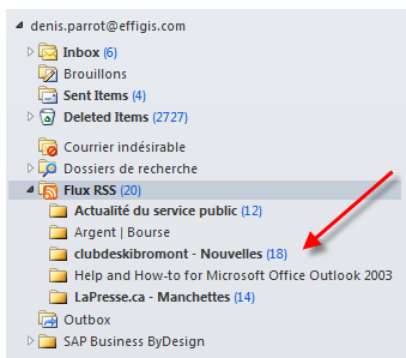 denis.parrot@effigis.com
Inbox (6)
Brouillons
Sent Items (4)
Deleted Items (2727)
Courrier indésirable
Dossiers de recherche
Flux RSS (20)
Actualité du service public (12)
Argent | Bourse
clubdeskibromont - Nouvelles (18)
Help and How-to for Microsoft Office Outlook 2003
LaPresse.ca - Manchettes (14)
Outbox
SAP Business ByDesign